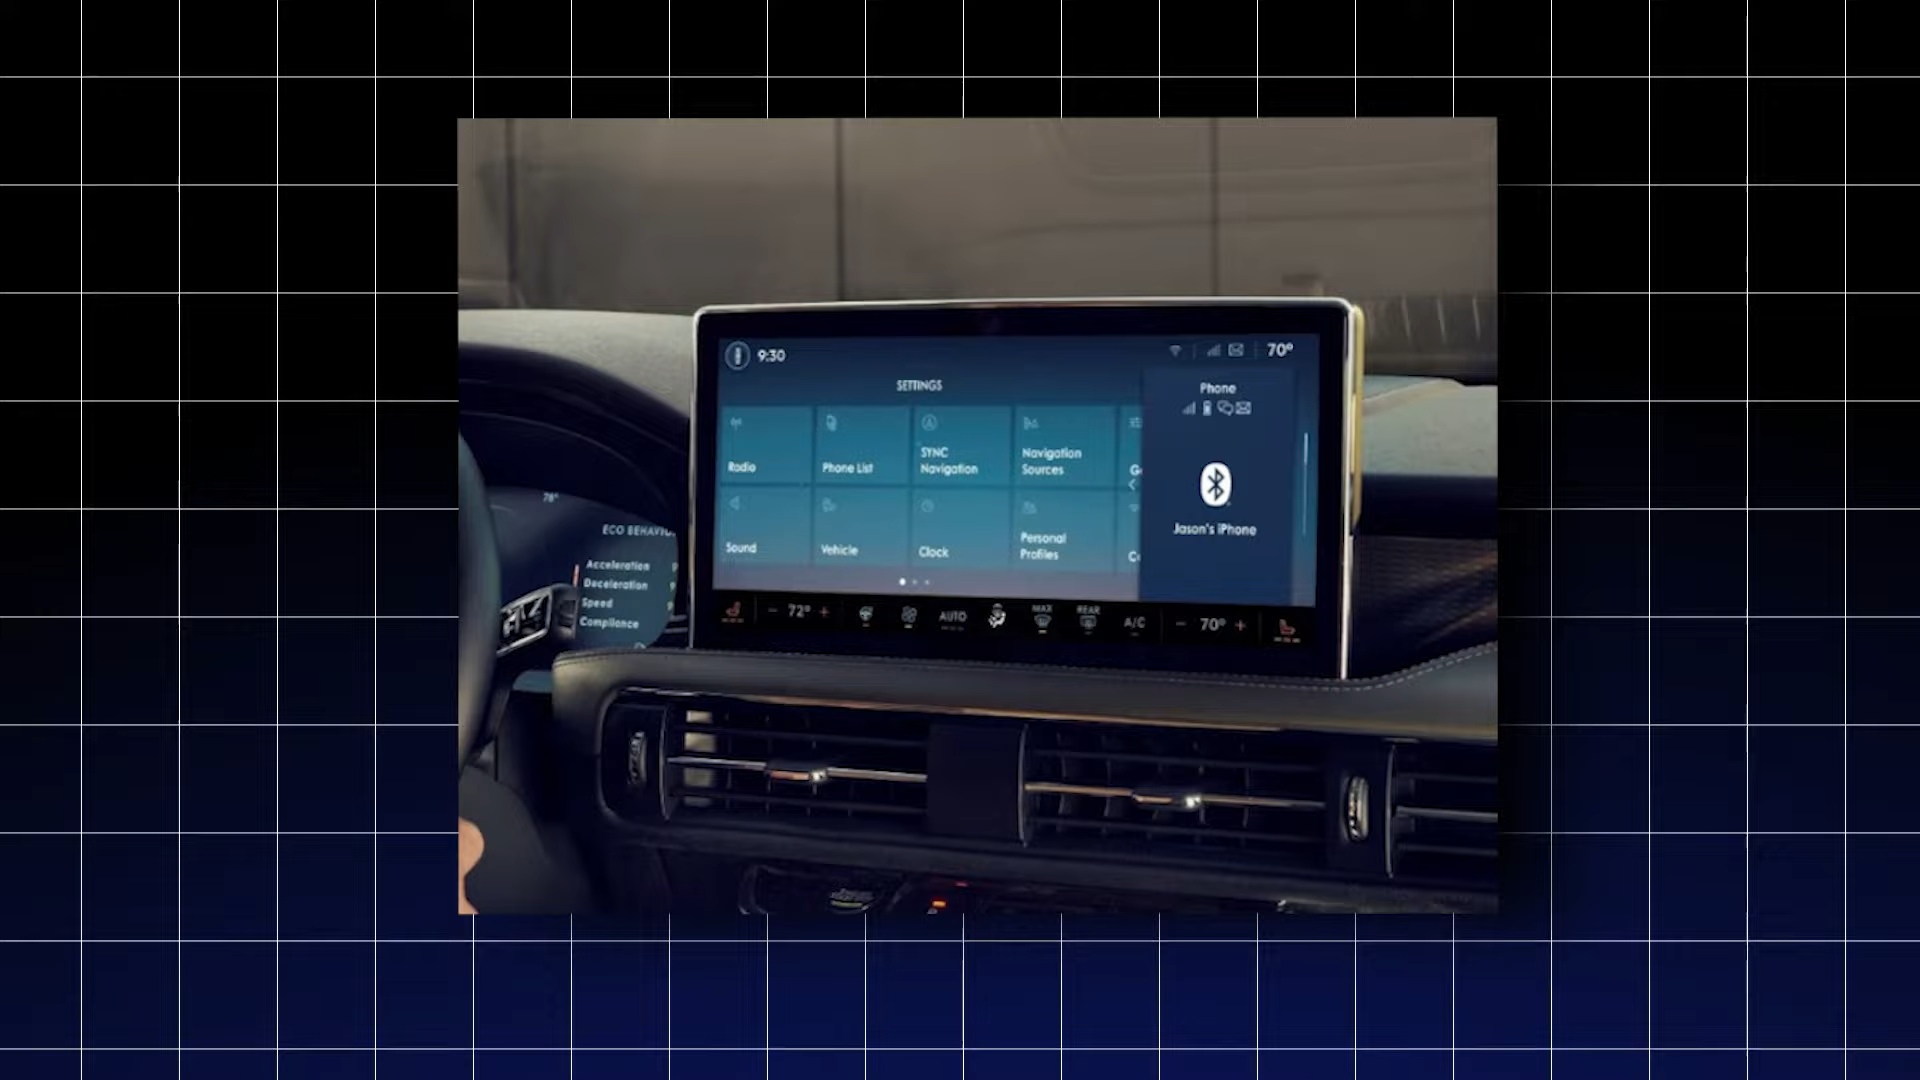 9:30
70°
SETTINGS
Radio
Phone List
SYNC
Navigation
Navigation
Sources
Sound
Vehicle
Clock
Personal
Profiles
Phone
Jason's iPhone
72°
AUTO
MAX
REAR
A/C
70°
78°
Acceleration
Deceleration
Speed
Compliance
ECO